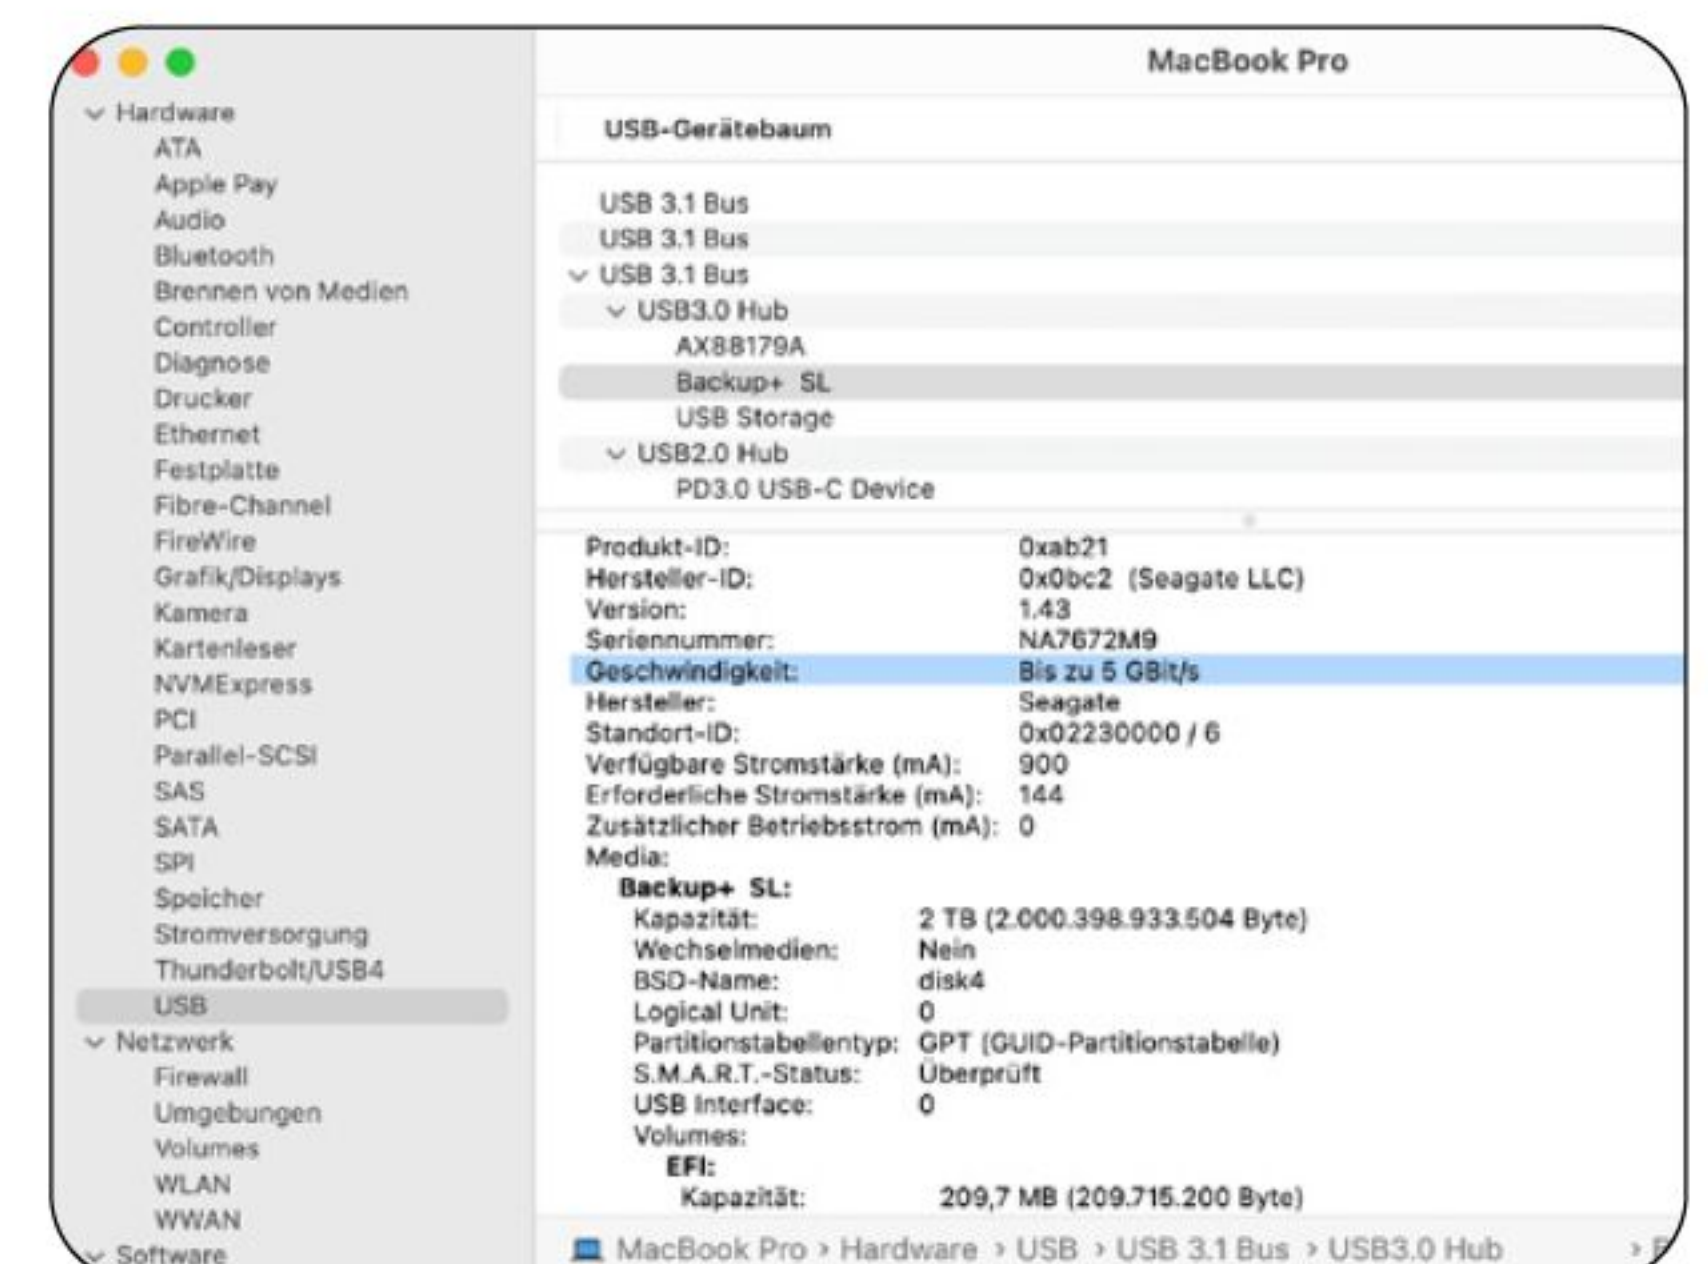 MacBook Pro
Hardware
ATA
Apple Pay
Audio
Bluetooth
Brennen von Medien
Controller
Diagnose
Drucker
Ethernet
Festplatte
Fibre-Channel
FireWire
Grafik/Displays
Kamera
Kartenleser
NVMExpress
PCI
Parallel-SCSI
SAS
SATA
SPI
Speicher
Stromversorgung
Thunderbolt/USB4
USB
Netzwerk
Firewall
Umgebungen
Volumes
WLAN
WWAN
Software
USB-Gerätebaum
USB 3.1 Bus
USB 3.1 Bus
USB 3.1 Bus
USB3.0 Hub
AX88179A
Backup+ SL
USB Storage
USB2.0 Hub
PD3.0 USB-C Device
Produkt-ID: 0xab21
Hersteller-ID: 0x0bc2 (Seagate LLC)
Version: 1.43
Seriennummer: NA7672M9
Geschwindigkeit: Bis zu 5 GBit/s
Hersteller: Seagate
Standort-ID: 0x02230000 / 6
Verfügbare Stromstärke (mA): 900
Erforderliche Stromstärke (mA): 144
Zusätzlicher Betriebsstrom (mA): 0
Media:
Backup+ SL:
Kapazität: 2 TB (2.000.398.933.504 Byte)
Wechselmedien: Nein
BSD-Name: disk4
Logical Unit: 0
Partitionstabellentyp: GPT (GUID-Partitionstabelle)
S.M.A.R.T.-Status: Überprüft
USB Interface: 0
Volumes:
EFI:
Kapazität: 209,7 MB (209.715.200 Byte)
MacBook Pro › Hardware › USB › USB 3.1 Bus › USB3.0 Hub ›